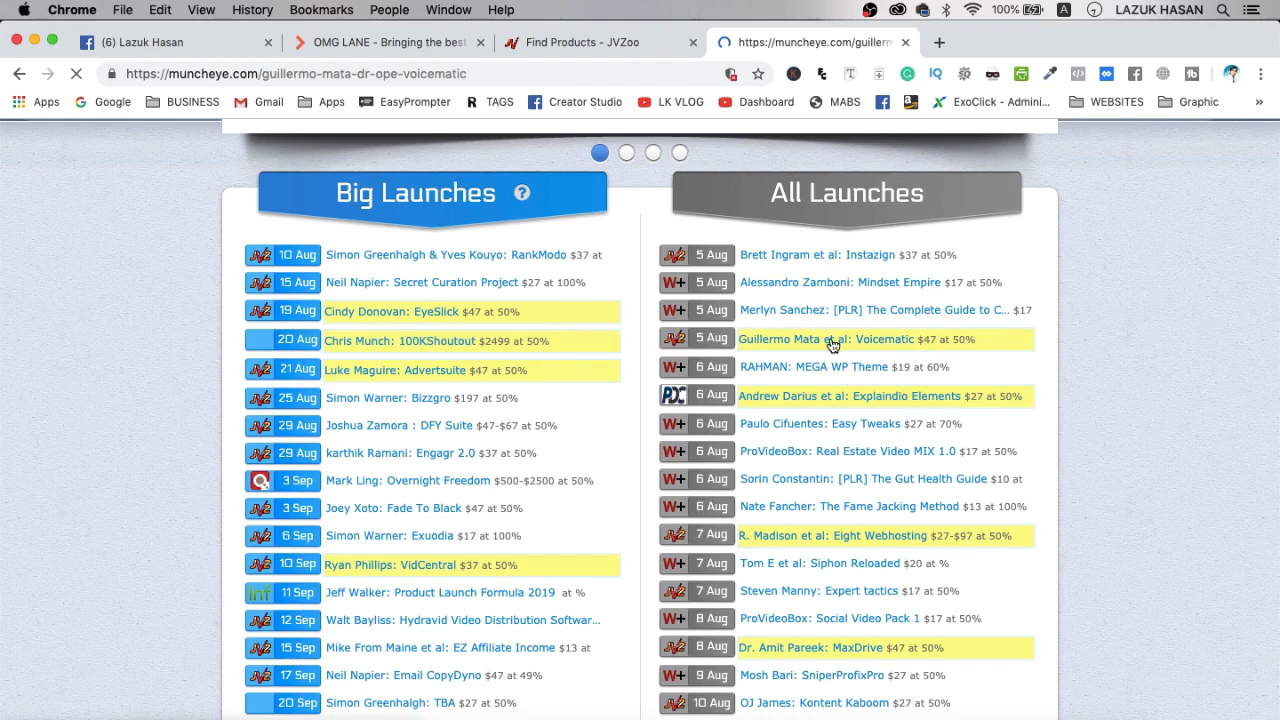 Chrome File Edit View History Bookmarks People Window Help 100% A LAZUK HASAN
(6) Lazuk Hasan × OMG LANE - Bringing the best × Find Products - JVZoo × https://muncheye.com/guillerm ×
https://muncheye.com/guillermo-mata-dr-ope-voicematic
Apps Google BUSINESS Gmail Apps EasyPrompter TAGS Creator Studio LK VLOG Dashboard MABS ExoClick - Admini... WEBSITES Graphic »
Big Launches ?
10 Aug Simon Greenhalgh & Yves Kouyo: RankModo $37 at
15 Aug Neil Napier: Secret Curation Project $27 at 100%
19 Aug Cindy Donovan: EyeSlick $47 at 50%
20 Aug Chris Munch: 100KShoutout $2499 at 50%
21 Aug Luke Maguire: Advertsuite $47 at 50%
25 Aug Simon Warner: Bizzgro $197 at 50%
29 Aug Joshua Zamora : DFY Suite $47-$67 at 50%
29 Aug karthik Ramani: Engagr 2.0 $37 at 50%
3 Sep Mark Ling: Overnight Freedom $500-$2500 at 50%
3 Sep Joey Xoto: Fade To Black $47 at 50%
6 Sep Simon Warner: Exuodia $17 at 100%
10 Sep Ryan Phillips: VidCentral $37 at 50%
11 Sep Jeff Walker: Product Launch Formula 2019 at %
12 Sep Walt Bayliss: Hydravid Video Distribution Softwar...
15 Sep Mike From Maine et al: EZ Affiliate Income $13 at
17 Sep Neil Napier: Email CopyDyno $47 at 49%
20 Sep Simon Greenhalgh: TBA $27 at 50%
All Launches
5 Aug Brett Ingram et al: Instazign $37 at 50%
W+ 5 Aug Alessandro Zamboni: Mindset Empire $17 at 50%
W+ 5 Aug Merlyn Sanchez: [PLR] The Complete Guide to C... $17
5 Aug Guillermo Mata et al: Voicematic $47 at 50%
W+ 6 Aug RAHMAN: MEGA WP Theme $19 at 60%
6 Aug Andrew Darius et al: Explaindio Elements $27 at 50%
W+ 6 Aug Paulo Cifuentes: Easy Tweaks $27 at 70%
W+ 6 Aug ProVideoBox: Real Estate Video MIX 1.0 $17 at 50%
W+ 6 Aug Sorin Constantin: [PLR] The Gut Health Guide $10 at
W+ 6 Aug Nate Fancher: The Fame Jacking Method $13 at 100%
7 Aug R. Madison et al: Eight Webhosting $27-$97 at 50%
W+ 7 Aug Tom E et al: Siphon Reloaded $20 at %
7 Aug Steven Manny: Expert tactics $17 at 50%
W+ 8 Aug ProVideoBox: Social Video Pack 1 $17 at 50%
8 Aug Dr. Amit Pareek: MaxDrive $47 at 50%
W+ 9 Aug Mosh Bari: SniperProfixPro $27 at 50%
10 Aug OJ James: Kontent Kaboom $27 at 50%